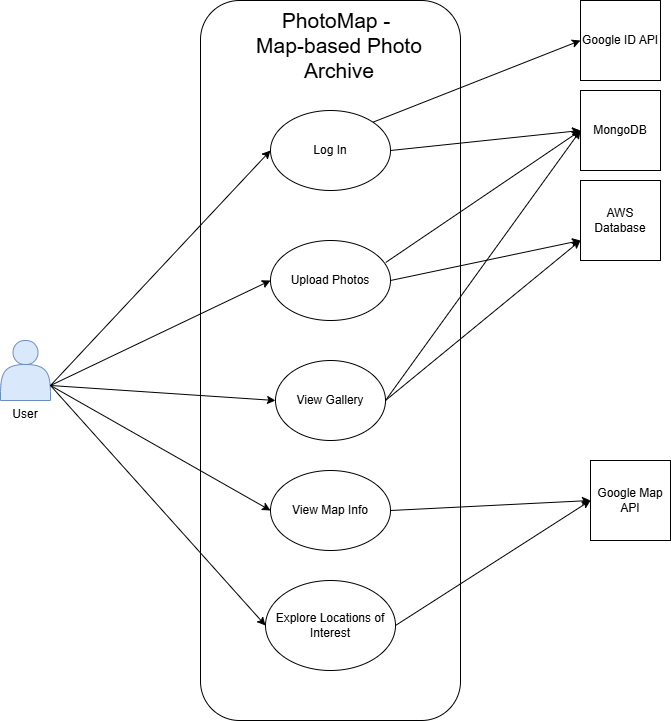 PhotoMap -
Map-based Photo
Archive
Google ID API
Log In
MongoDB
AWS
Database
Upload Photos
User
View Gallery
View Map Info
Google Map
API
Explore Locations of
Interest